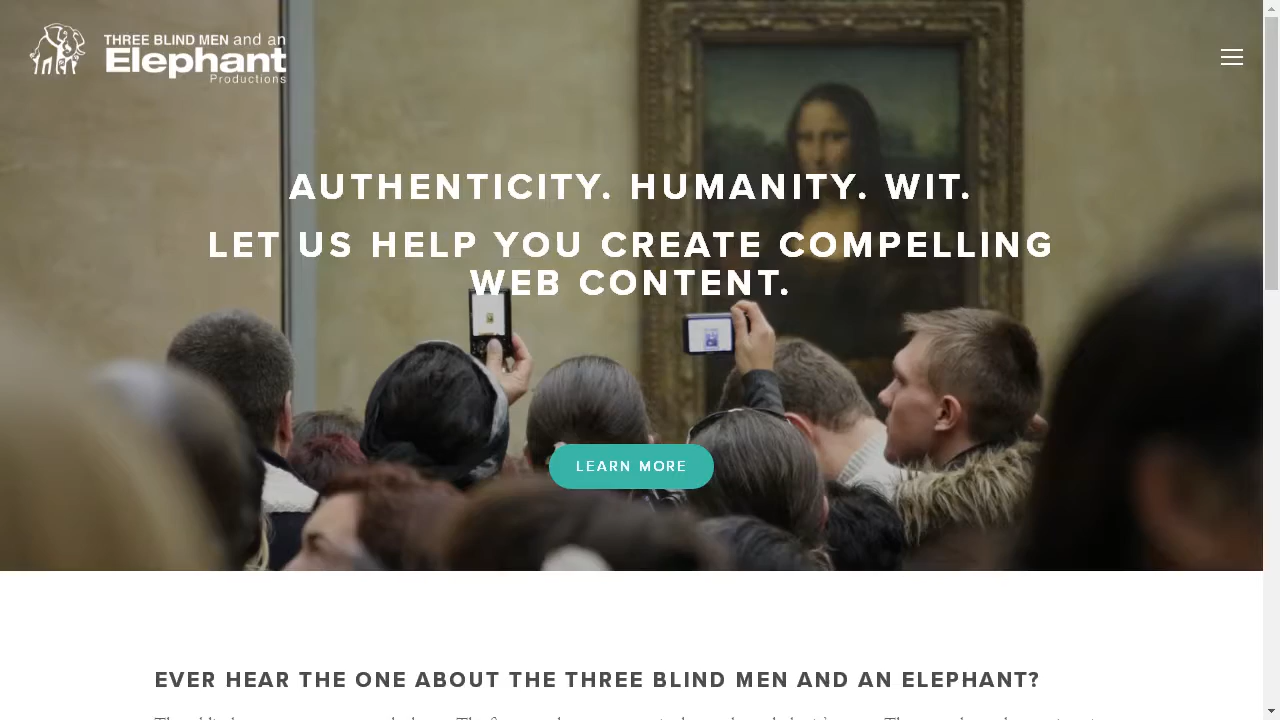 THREE BLIND MEN and an
Elephant
Productions
AUTHENTICITY. HUMANITY. WIT.
LET US HELP YOU CREATE COMPELLING
WEB CONTENT.
LEARN MORE
EVER HEAR THE ONE ABOUT THE THREE BLIND MEN AND AN ELEPHANT?